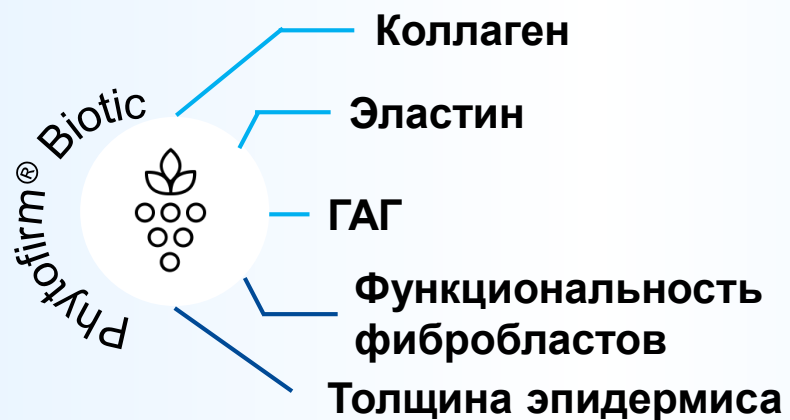 Phytofirm® Biotic
Коллаген
Эластин
ГАГ
Функциональность
фибробластов
Толщина эпидермиса